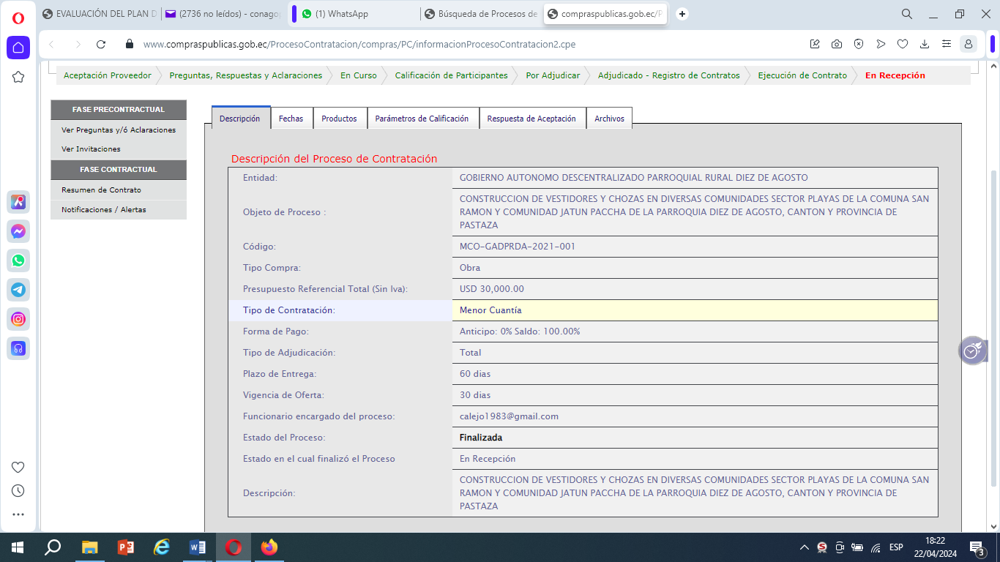 EVALUACIÓN DEL PLAN D
(2736 no leídos) - conago
(1) WhatsApp
Búsqueda de Procesos de
compraspublicas.gob.ec/P
www.compraspublicas.gob.ec/ProcesoContratacion/compras/PC/informacionProcesoContratacion2.cpe
Aceptación Proveedor
Preguntas, Respuestas y Aclaraciones
En Curso
Calificación de Participantes
Por Adjudicar
Adjudicado - Registro de Contratos
Ejecución de Contrato
En Recepción
FASE PRECONTRACTUAL
Ver Preguntas y/ó Aclaraciones
Ver Invitaciones
FASE CONTRACTUAL
Resumen de Contrato
Notificaciones / Alertas
Descripción
Fechas
Productos
Parámetros de Calificación
Respuesta de Aceptación
Archivos
Descripción del Proceso de Contratación
Entidad:
GOBIERNO AUTONOMO DESCENTRALIZADO PARROQUIAL RURAL DIEZ DE AGOSTO
Objeto de Proceso :
CONSTRUCCION DE VESTIDORES Y CHOZAS EN DIVERSAS COMUNIDADES SECTOR PLAYAS DE LA COMUNA SAN
RAMON Y COMUNIDAD JATUN PACCHA DE LA PARROQUIA DIEZ DE AGOSTO, CANTON Y PROVINCIA DE
PASTAZA
Código:
MCO-GADPRDA-2021-001
Tipo Compra:
Obra
Presupuesto Referencial Total (Sin Iva):
USD 30,000.00
Tipo de Contratación:
Menor Cuantía
Forma de Pago:
Anticipo: 0% Saldo: 100.00%
Tipo de Adjudicación:
Total
Plazo de Entrega:
60 dias
Vigencia de Oferta:
30 dias
Funcionario encargado del proceso:
calejo1983@gmail.com
Estado del Proceso:
Finalizada
Estado en el cual finalizó el Proceso
En Recepción
Descripción:
CONSTRUCCION DE VESTIDORES Y CHOZAS EN DIVERSAS COMUNIDADES SECTOR PLAYAS DE LA COMUNA SAN
RAMON Y COMUNIDAD JATUN PACCHA DE LA PARROQUIA DIEZ DE AGOSTO, CANTON Y PROVINCIA DE
PASTAZA
ESP
18:22
22/04/2024
3